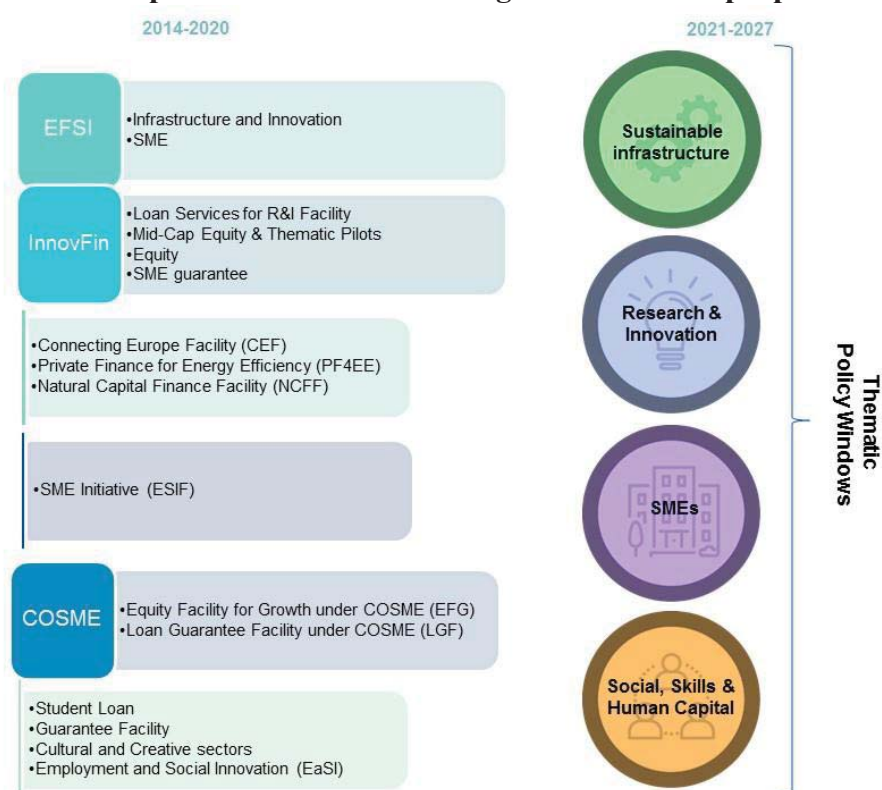 2014-2020
2021-2027
EFSI
•Infrastructure and Innovation
•SME
InnovFin
•Loan Services for R&I Facility
•Mid-Cap Equity & Thematic Pilots
•Equity
•SME guarantee
•Connecting Europe Facility (CEF)
•Private Finance for Energy Efficiency (PF4EE)
•Natural Capital Finance Facility (NCFF)
•SME Initiative (ESIF)
COSME
•Equity Facility for Growth under COSME (EFG)
•Loan Guarantee Facility under COSME (LGF)
•Student Loan
•Guarantee Facility
•Cultural and Creative sectors
•Employment and Social Innovation (EaSI)
Sustainable
infrastructure
Research &
Innovation
SMEs
Social, Skills &
Human Capital
Thematic
Policy Windows